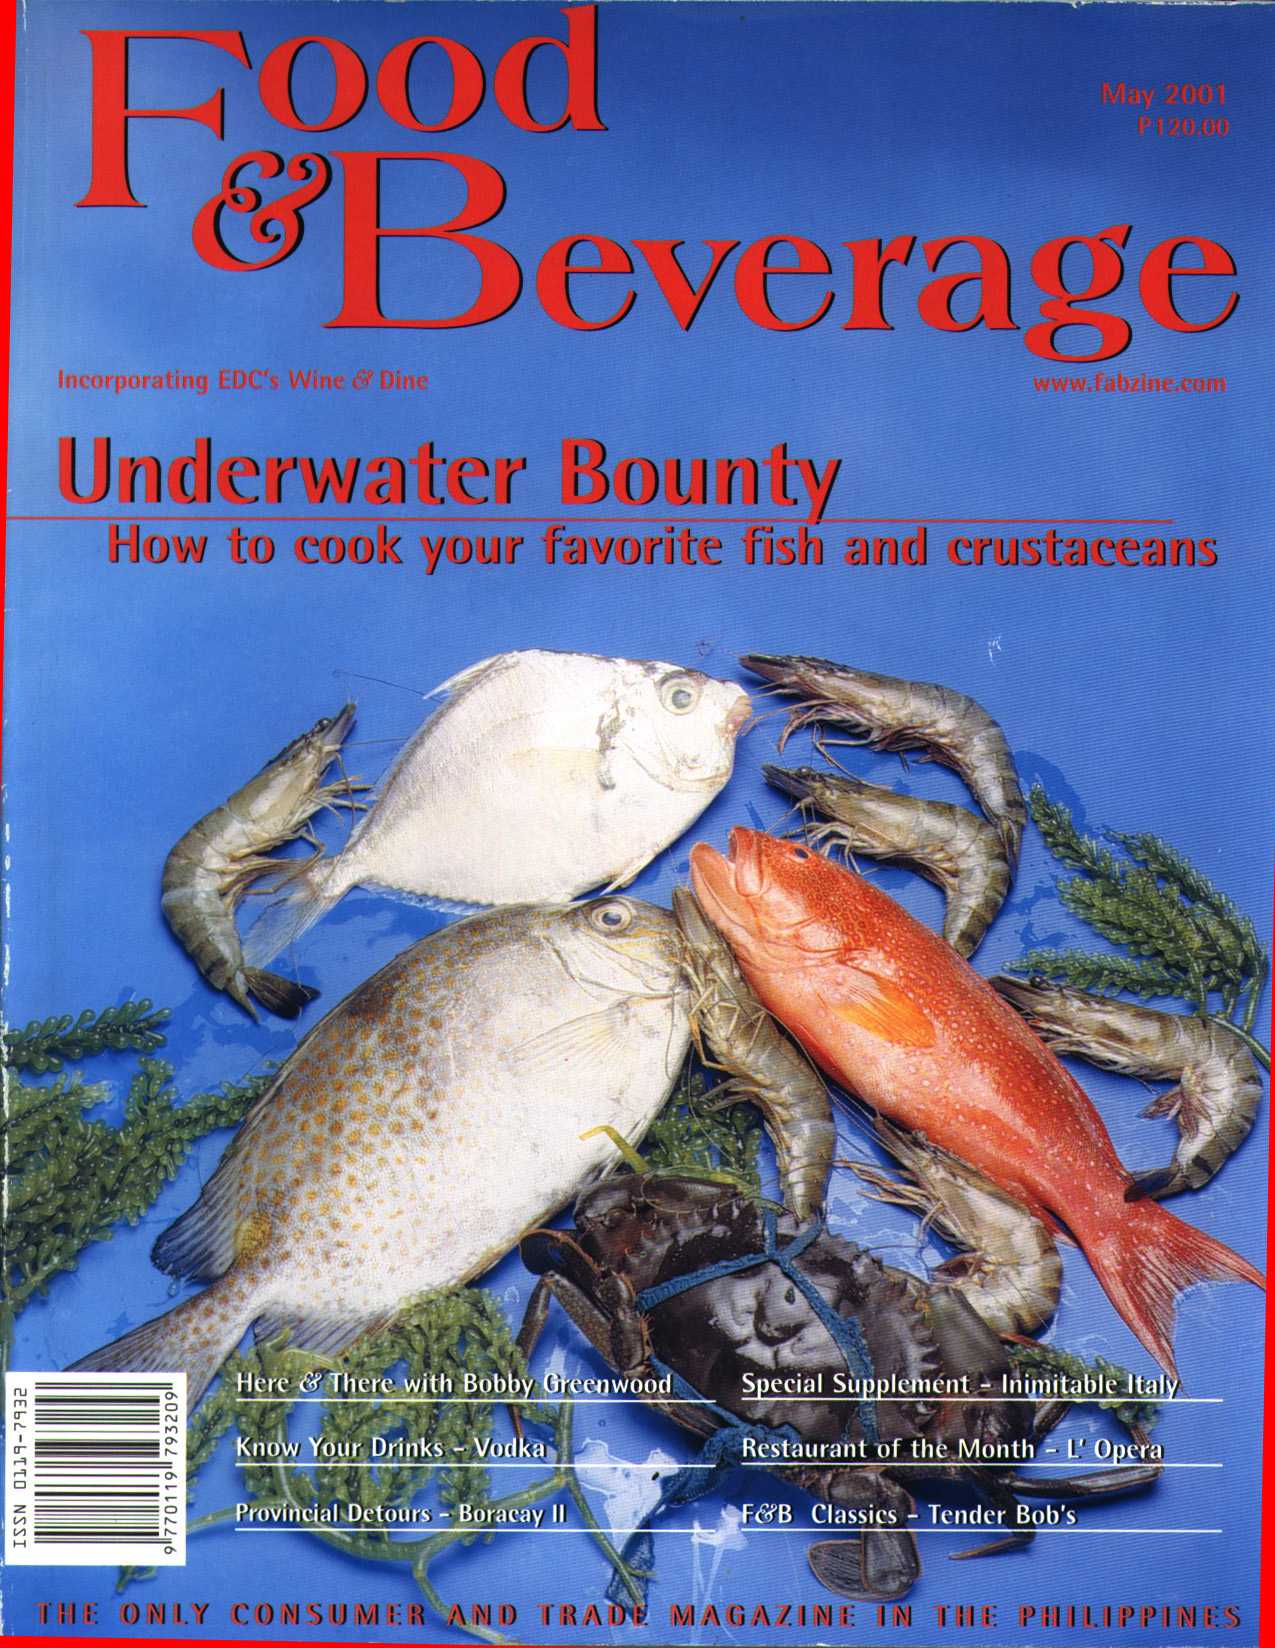 Food
& Beverage
May 2001
P120.00
Incorporating EDC's Wine & Dine
www.fabzine.com
Underwater Bounty
How to cook your favorite fish and crustaceans
Here & There with Bobby Greenwood
Know Your Drinks - Vodka
Provincial Detours - Boracay II
Special Supplement - Inimitable Italy
Restaurant of the Month - L' Opera
F&B Classics - Tender Bob's
ISSN 0119-7932
9 770119 793209
THE ONLY CONSUMER AND TRADE MAGAZINE IN THE PHILIPPINES